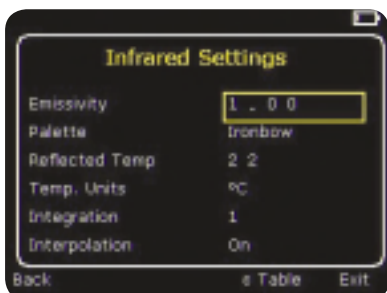 Infrared Settings
Emissivity 1 . 0 0
Palette Ironbow
Reflected Temp 2 2
Temp. Units ºC
Integration 1
Interpolation On
Back ε Table Exit